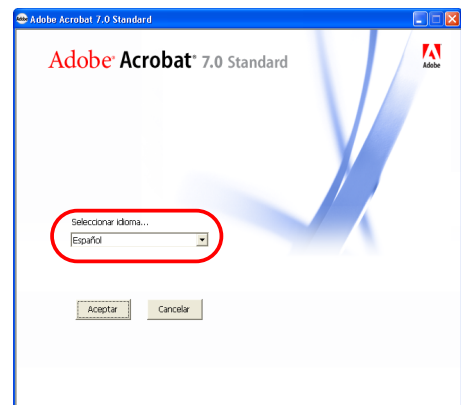 Adobe Acrobat 7.0 Standard
Adobe® Acrobat® 7.0 Standard
Adobe
Seleccionar idioma...
Español
Aceptar
Cancelar